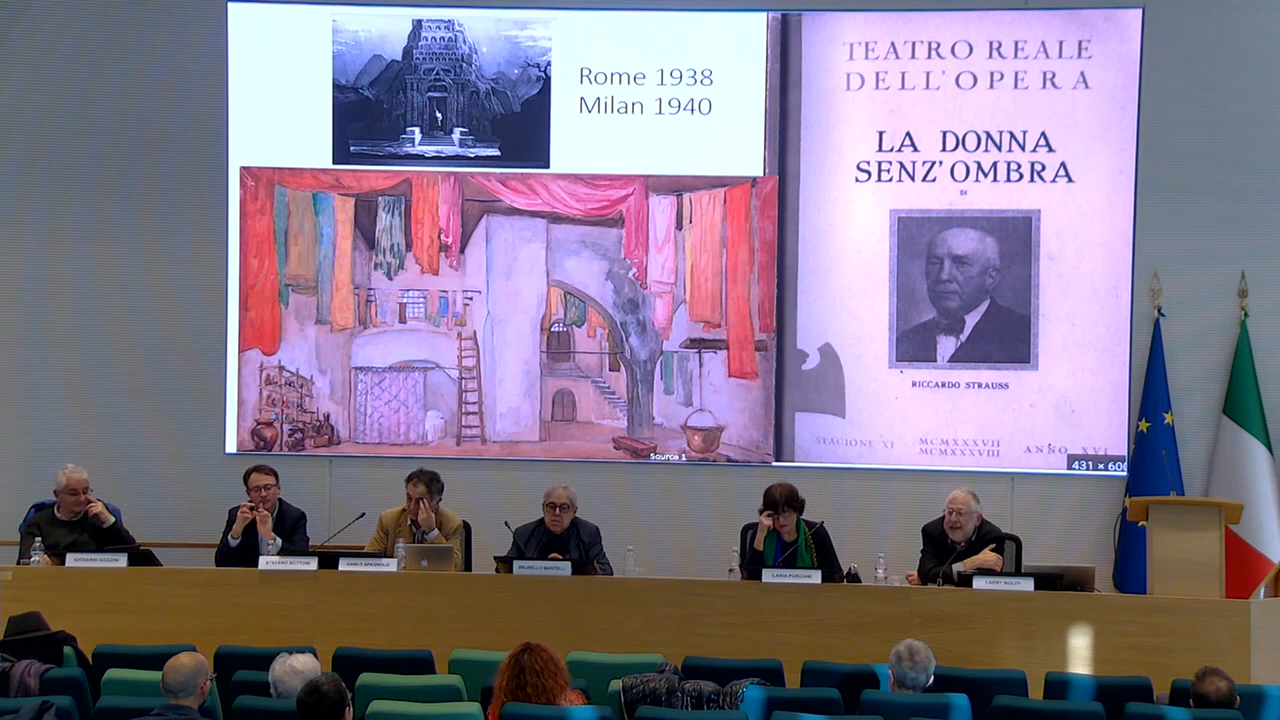 Rome 1938
Milan 1940
TEATRO REALE
DELL'OPERA
LA DONNA
SENZ'OMBRA
DI
RICCARDO STRAUSS
STAGIONE XI
MCMXXXVII
MCMXXXVIII
ANNO XVI
Source 1
431 × 600
GIOVANNI GOZZINI
STEFANO BOTTONI
CARLO SPAGNOLO
BRUNELLO MANTELLI
ILARIA PORCIANI
LARRY WOLFF